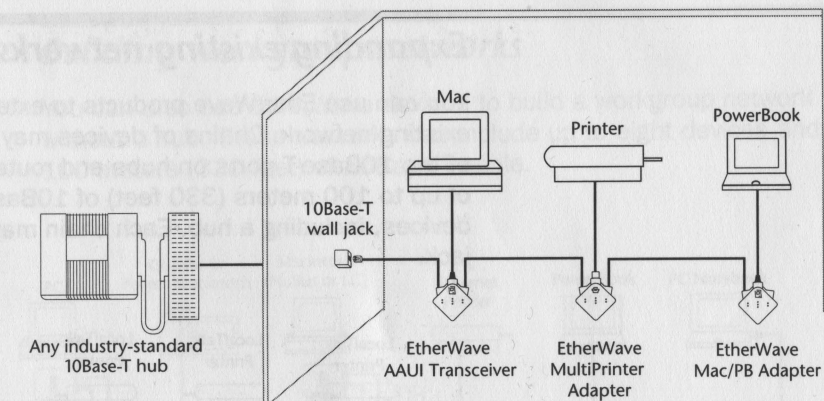 Mac
Printer
PowerBook
10Base-T
wall jack
Any industry-standard
10Base-T hub
EtherWave
AAUI Transceiver
EtherWave
MultiPrinter
Adapter
EtherWave
Mac/PB Adapter